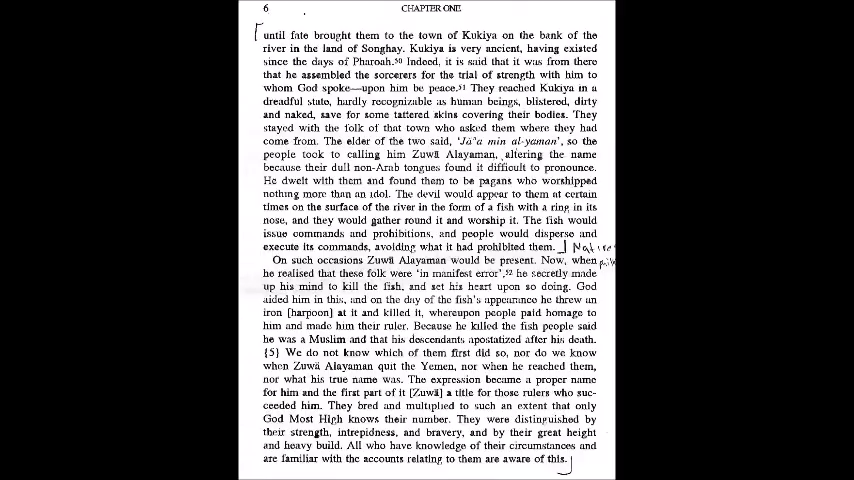 6 CHAPTER ONE
until fate brought them to the town of Kukiya on the bank of the
river in the land of Songhay. Kukiya is very ancient, having existed
since the days of Pharoah.50 Indeed, it is said that it was from there
that he assembled the sorcerers for the trial of strength with him to
whom God spoke—upon him be peace.51 They reached Kukiya in a
dreadful state, hardly recognizable as human beings, blistered, dirty
and naked, save for some tattered skins covering their bodies. They
stayed with the folk of that town who asked them where they had
come from. The elder of the two said, 'Jā'a min al-yaman', so the
people took to calling him Zuwā Alayaman, altering the name
because their dull non-Arab tongues found it difficult to pronounce.
He dwelt with them and found them to be pagans who worshipped
nothing more than an idol. The devil would appear to them at certain
times on the surface of the river in the form of a fish with a ring in its
nose, and they would gather round it and worship it. The fish would
issue commands and prohibitions, and people would disperse and
execute its commands, avoiding what it had prohibited them.
On such occasions Zuwā Alayaman would be present. Now, when
he realised that these folk were 'in manifest error',52 he secretly made
up his mind to kill the fish, and set his heart upon so doing. God
aided him in this, and on the day of the fish's appearance he threw an
iron [harpoon] at it and killed it, whereupon people paid homage to
him and made him their ruler. Because he killed the fish people said
he was a Muslim and that his descendants apostatized after his death.
{5} We do not know which of them first did so, nor do we know
when Zuwā Alayaman quit the Yemen, nor when he reached them,
nor what his true name was. The expression became a proper name
for him and the first part of it [Zuwā] a title for those rulers who suc-
ceeded him. They bred and multiplied to such an extent that only
God Most High knows their number. They were distinguished by
their strength, intrepidness, and bravery, and by their great height
and heavy build. All who have knowledge of their circumstances and
are familiar with the accounts relating to them are aware of this.